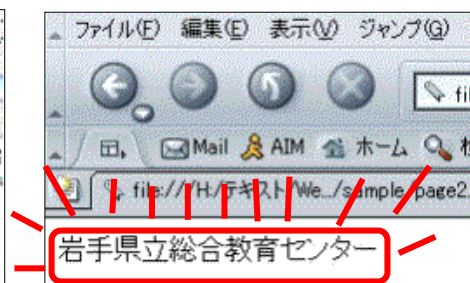 ファイル(F) 編集(E) 表示(V) ジャンプ(G)
Mail AIM ホーム
file:///H:/テキスト/We.../sample/page2.
岩手県立総合教育センター